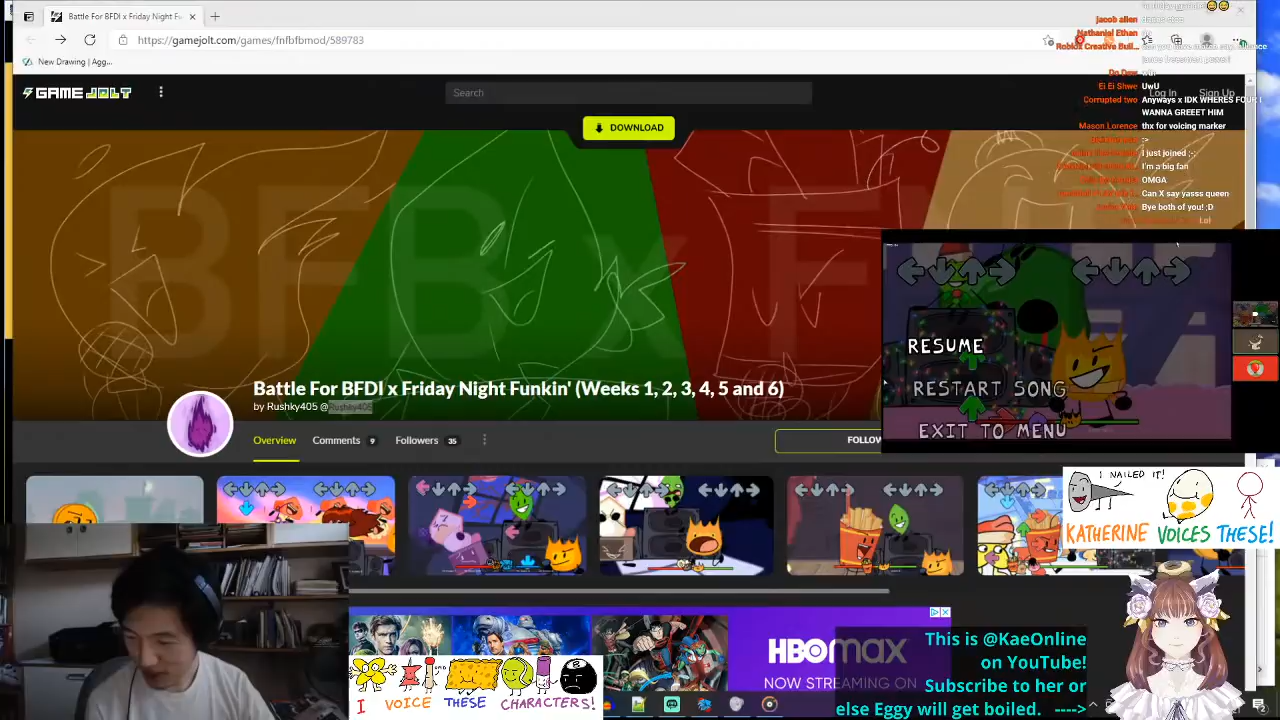 Battle For BFDI x Friday Night F
https://gamejolt.com/games/fnfbfbmod/589783
New Drawing | Agg...
GAME JOLT
Search
Log In
Sign Up
DOWNLOAD
jacob allen
Nathaniel Ethan
Roblox Creative Buil...
Do Dew
Ei Ei Shwe UwU
Corrupted two Anyways x IDK WHERES FOUR I
WANNA GREEET HIM
Mason Lorence thx for voicing marker
:>
I just joined ;-;
I'm a big fan
OMGA
Can X say yasss queen
Bye both of you! :D
Lol
RESUME
RESTART SONG
EXIT TO MENU
Battle For BFDI x Friday Night Funkin' (Weeks 1, 2, 3, 4, 5 and 6)
by Rushky405 @Rushky405
Overview
Comments 9
Followers 35
FOLLOW
I NAILED IT!
KATHERINE VOICES THESE!
HBOmax
NOW STREAMING ON
I VOICE THESE CHARACTERS!
This is @KaeOnline
on YouTube!
Subscribe to her or
else Eggy will get boiled. ---->